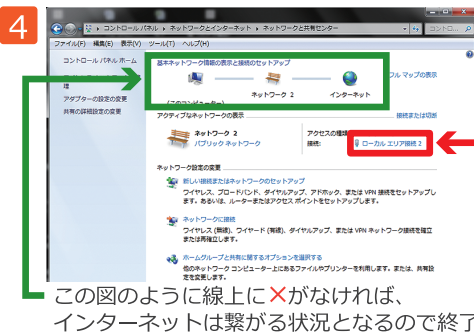 4
コントロール パネル ▸ ネットワークとインターネット ▸ ネットワークと共有センター
コントロ...
ファイル(F) 編集(E) 表示(V) ツール(T) ヘルプ(H)
コントロール パネル ホーム
理
アダプターの設定の変更
共有の詳細設定の変更
基本ネットワーク情報の表示と接続のセットアップ
フル マップの表示
ネットワーク 2
インターネット
(このコンピューター)
アクティブなネットワークの表示
接続または切断
ネットワーク 2
パブリック ネットワーク
アクセスの種類
接続:
ローカル エリア接続 2
ネットワーク設定の変更
新しい接続またはネットワークのセットアップ
ワイヤレス、ブロードバンド、ダイヤルアップ、アドホック、または VPN 接続をセットアップし
ます。あるいは、ルーターまたはアクセス ポイントをセットアップします。
ネットワークに接続
ワイヤレス (無線)、ワイヤード (有線)、ダイヤルアップ、または VPN ネットワーク接続を確立
または再確立します。
ホームグループと共有に関するオプションを選択する
他のネットワーク コンピューター上にあるファイルやプリンターを利用します。または、共有設
定を変更します。
この図のように線上に×がなければ、
インターネットは繋がる状況となるので終了